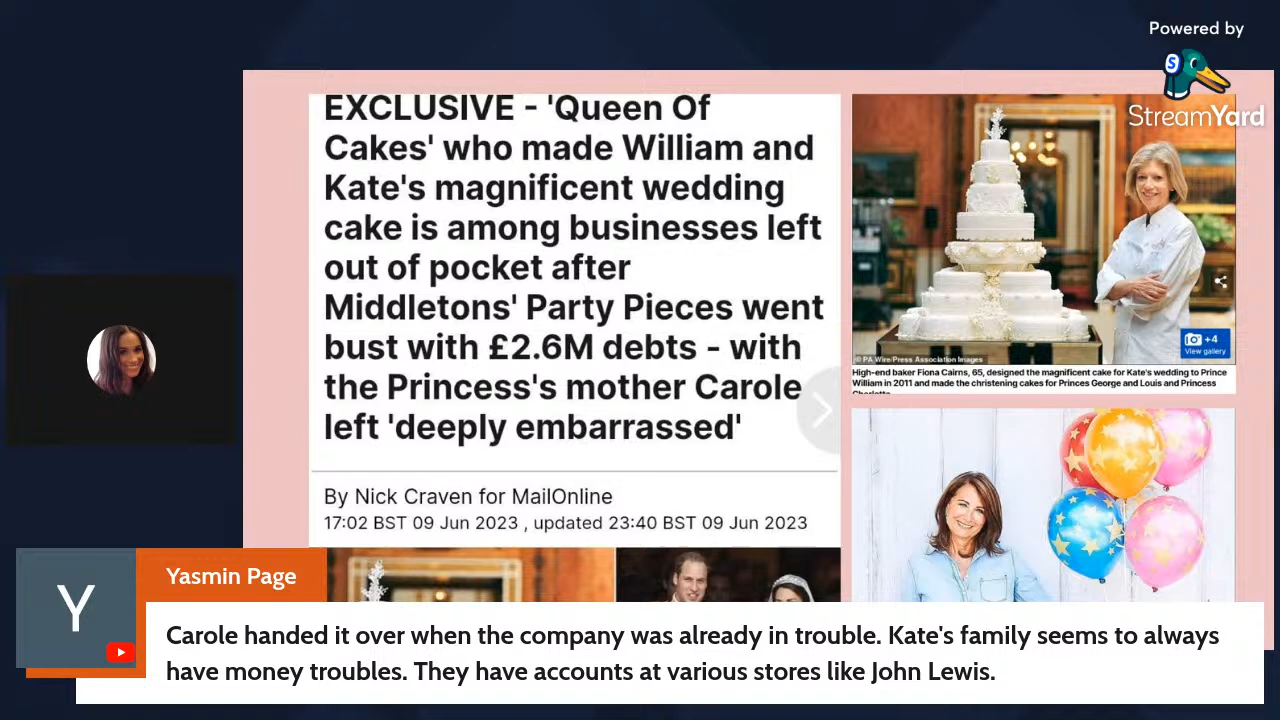 Powered by
S
StreamYard
EXCLUSIVE - 'Queen Of
Cakes' who made William and
Kate's magnificent wedding
cake is among businesses left
out of pocket after
Middletons' Party Pieces went
bust with £2.6M debts - with
the Princess's mother Carole
left 'deeply embarrassed'
By Nick Craven for MailOnline
17:02 BST 09 Jun 2023 , updated 23:40 BST 09 Jun 2023
© PA Wire/Press Association Images
+4
View gallery
High-end baker Fiona Cairns, 65, designed the magnificent cake for Kate's wedding to Prince
William in 2011 and made the christening cakes for Princes George and Louis and Princess
Charlotte
Y
Yasmin Page
Carole handed it over when the company was already in trouble. Kate's family seems to always
have money troubles. They have accounts at various stores like John Lewis.